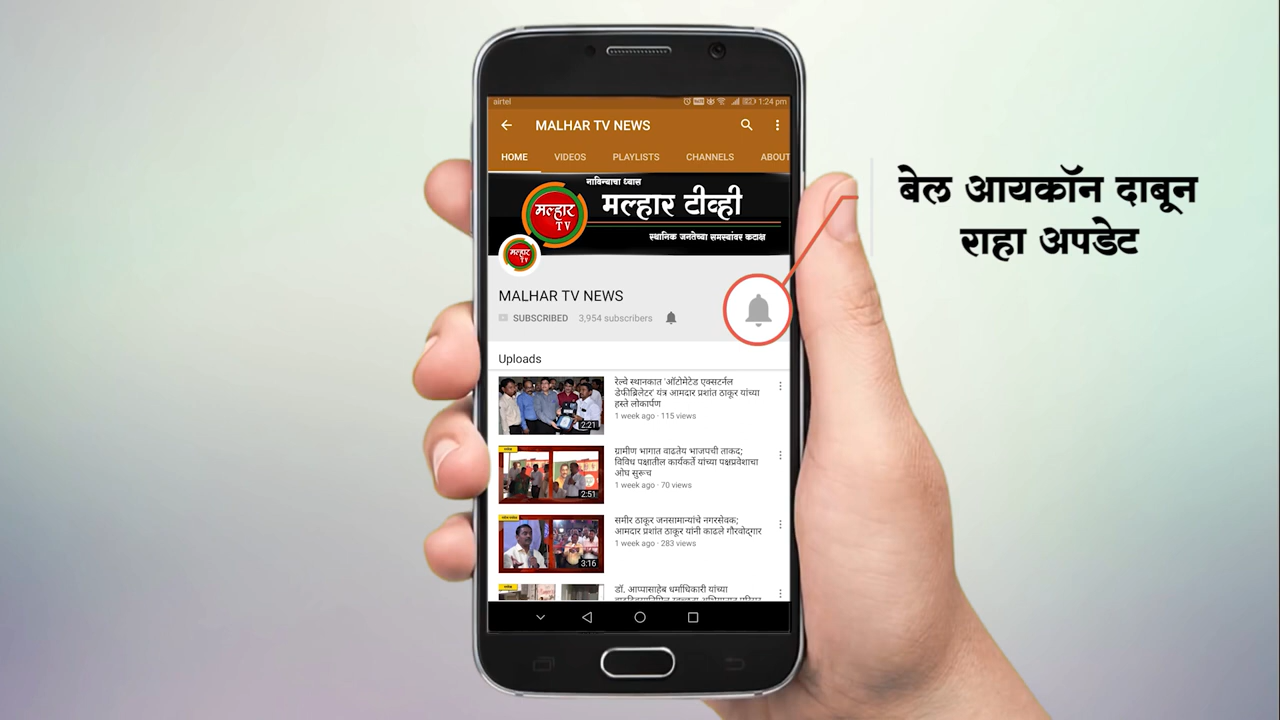 airtel
1:24 pm
MALHAR TV NEWS
HOME VIDEOS PLAYLISTS CHANNELS ABOUT
नाविन्याचा ध्यास
मल्हार टीव्ही
स्थानिक जनतेच्या समस्यांवर कटाक्ष
मल्हार
TV
मल्हार
TV
MALHAR TV NEWS
SUBSCRIBED 3,954 subscribers
Uploads
रेल्वे स्थानकात 'ऑटोमेटेड एक्सटर्नल
डेफीब्रिलेटर' यंत्र आमदार प्रशांत ठाकूर यांच्या
हस्ते लोकार्पण
1 week ago · 115 views
2:21
ग्रामीण भागात वाढतेय भाजपची ताकद;
विविध पक्षातील कार्यकर्ते यांच्या पक्षप्रवेशाचा
ओघ सुरूच
1 week ago · 70 views
2:51
समीर ठाकूर जनसामान्यांचे नगरसेवक;
आमदार प्रशांत ठाकूर यांनी काढले गौरवोद्गार
1 week ago · 283 views
3:16
डॉ. आप्पासाहेब धर्माधिकारी यांच्या
बेल आयकॉन दाबून
राहा अपडेट